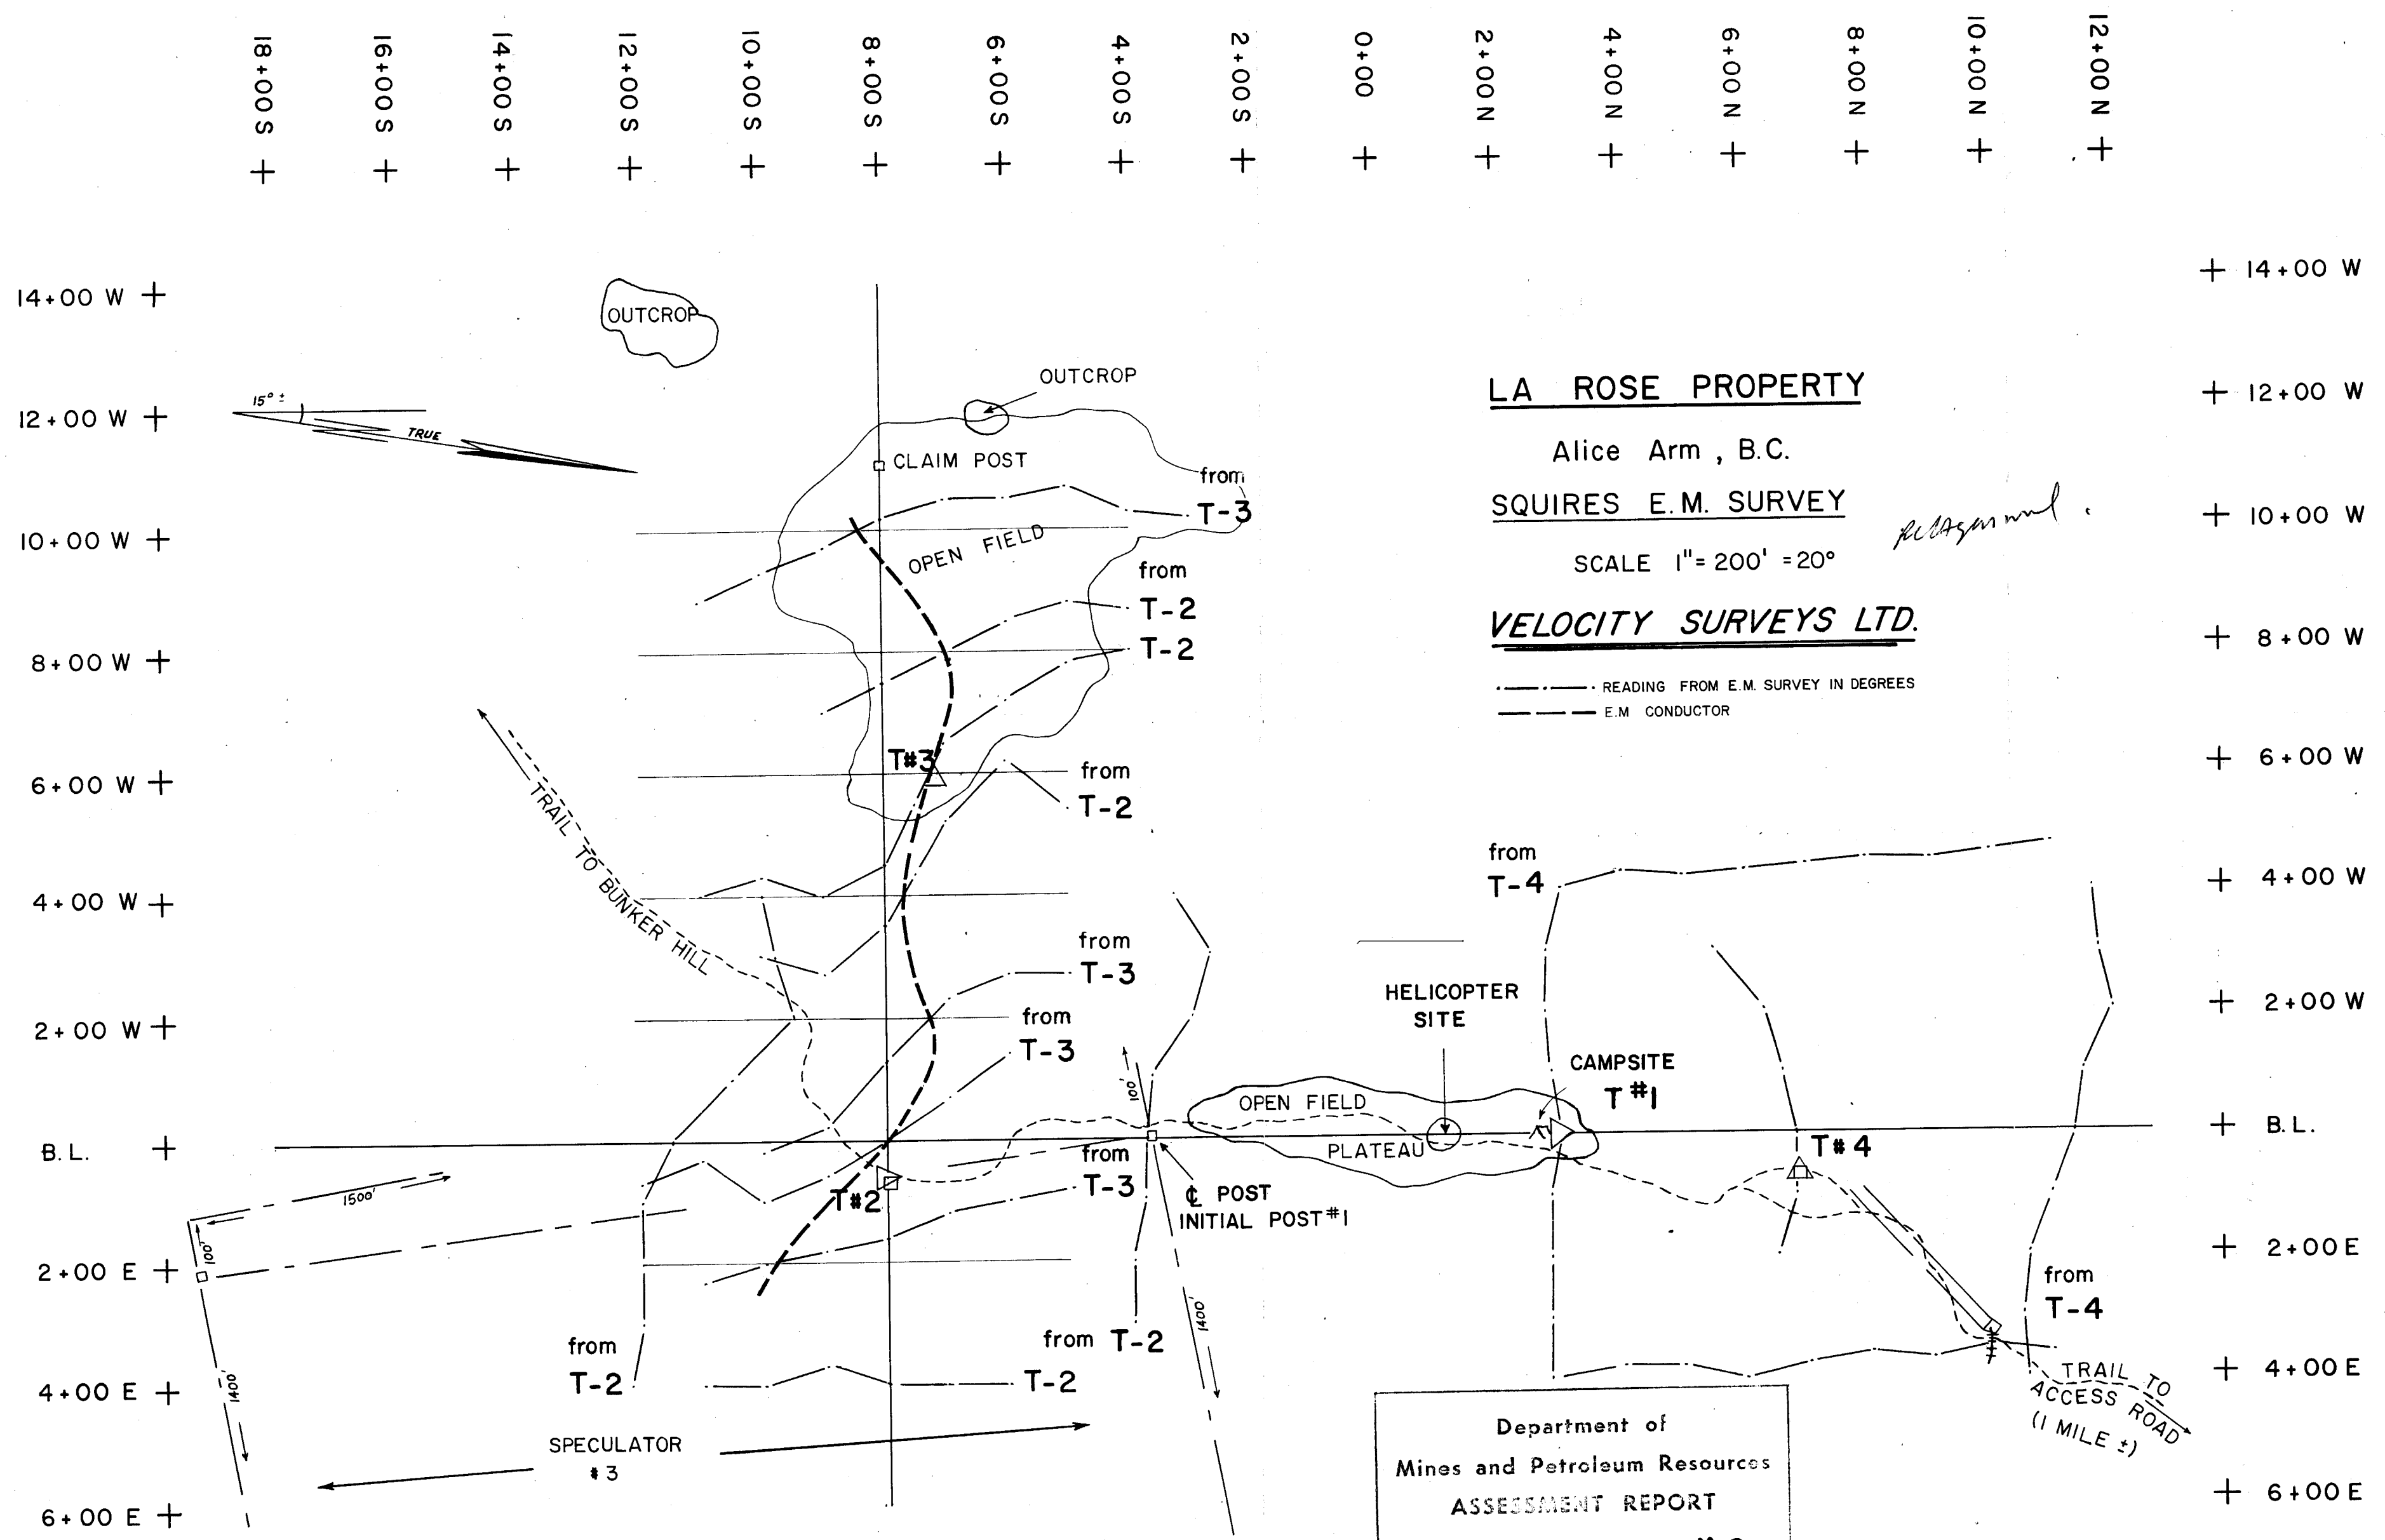 18+00 S
16+00 S
14+00 S
12+00 S
10+00 S
8+00 S
6+00 S
4+00 S
2+00 S
0+00
2+00 N
4+00 N
6+00 N
8+00 N
10+00 N
12+00 N
14+00 W
12+00 W
10+00 W
8+00 W
6+00 W
4+00 W
2+00 W
B.L.
2+00 E
4+00 E
6+00 E
14+00 W
12+00 W
10+00 W
8+00 W
6+00 W
4+00 W
2+00 W
B.L.
2+00 E
4+00 E
6+00 E
OUTCROP
OUTCROP
15° ±
TRUE
CLAIM POST
from
T-3
OPEN FIELD
from
T-2
T-2
T#3
from
T-2
TRAIL TO BUNKER HILL
from
T-3
from
T-3
LA ROSE PROPERTY
Alice Arm, B.C.
SQUIRES E.M. SURVEY
SCALE 1"= 200' =20°
VELOCITY SURVEYS LTD.
READING FROM E.M. SURVEY IN DEGREES
E.M CONDUCTOR
from
T-4
HELICOPTER
SITE
CAMPSITE
T#1
100'
OPEN FIELD
PLATEAU
T#4
from
T-3
T#2
℄ POST
INITIAL POST#1
1500'
100'
1400'
1400'
from
T-4
from
T-2
from T-2
T-2
SPECULATOR
#3
TRAIL TO
ACCESS ROAD
(1 MILE ±)
Department of
Mines and Petroleum Resources
ASSESSMENT REPORT